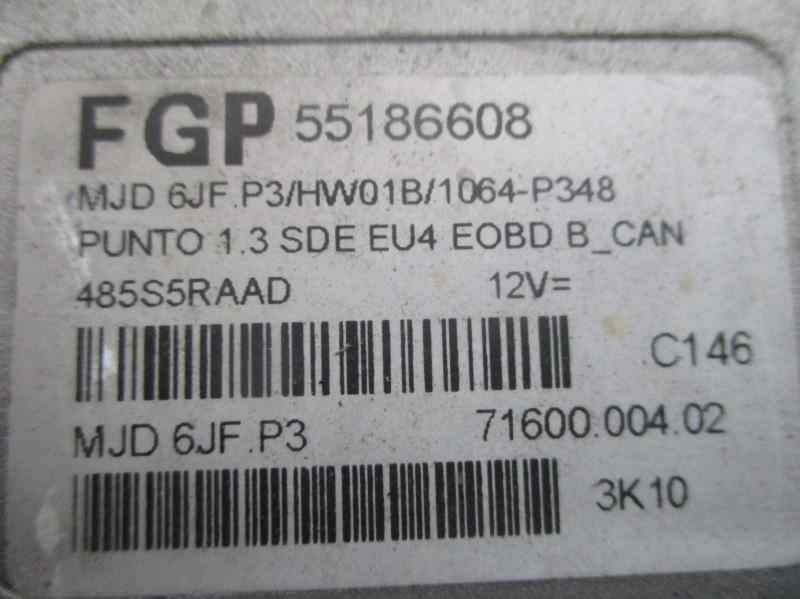 FGP 55186608
MJD 6JF.P3/HW01B/1064-P348
PUNTO 1.3 SDE EU4 EOBD B_CAN
485S5RAAD 12V=
C146
MJD 6JF.P3 71600.004.02
3K10